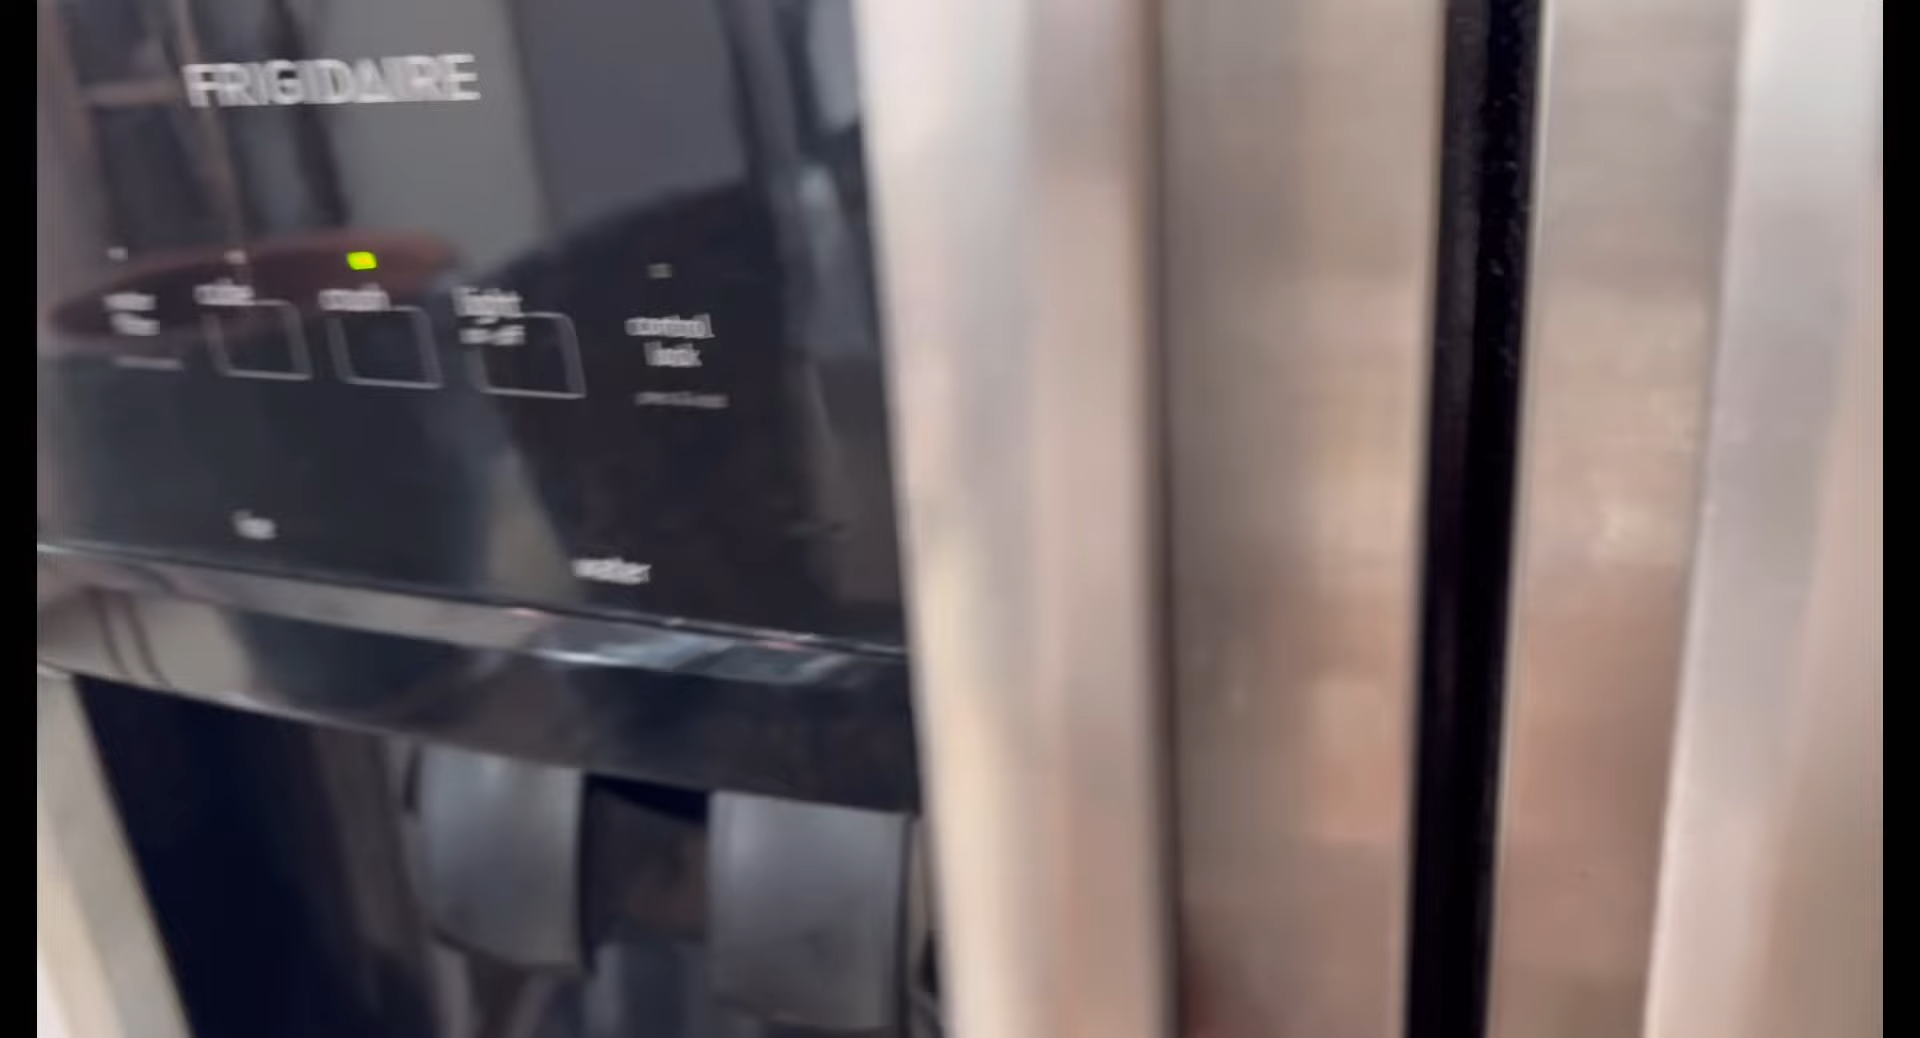 FRIGIDAIRE
water
filter
cube
crush
light
on-off
control
lock
ice
water